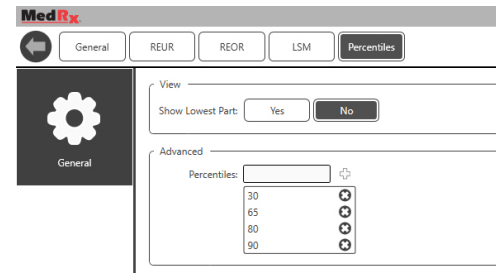 MedRx
General REUR REOR LSM Percentiles
General
View
Show Lowest Part: Yes No
Advanced
Percentiles:
30
65
80
90